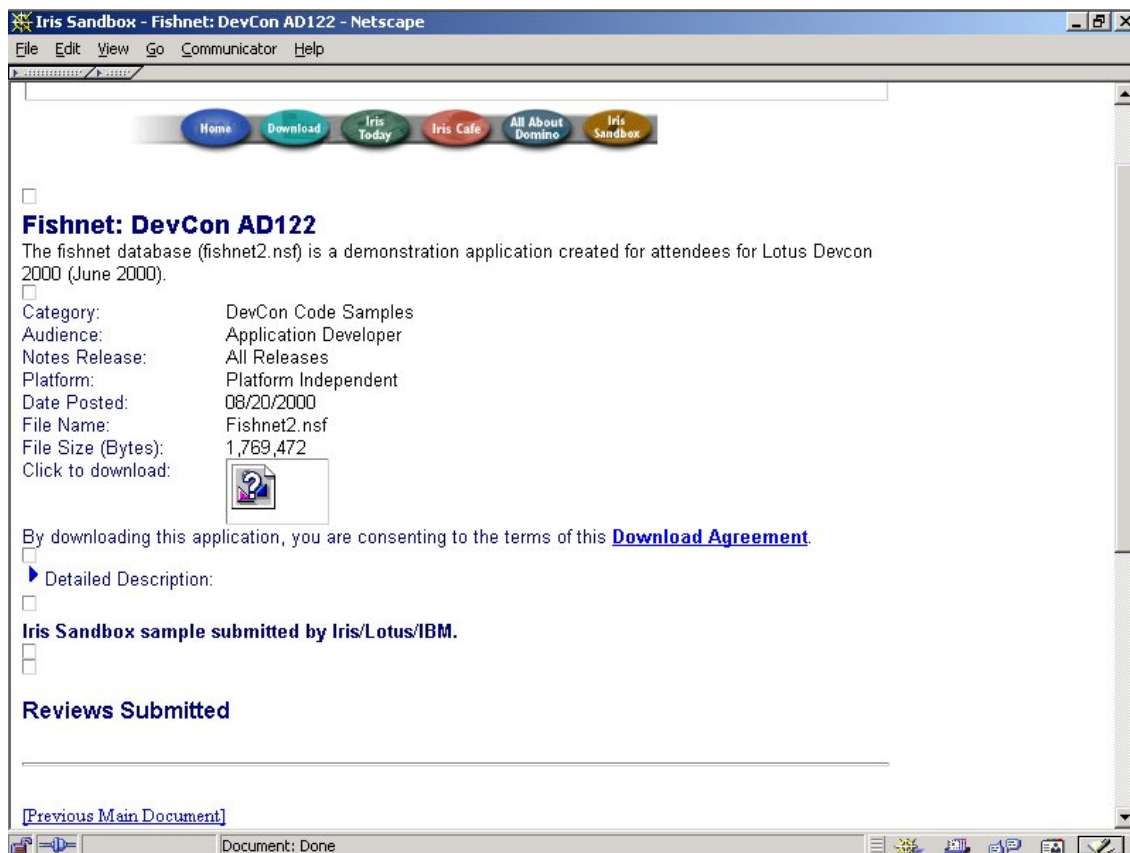 Iris Sandbox - Fishnet: DevCon AD122 - Netscape
File Edit View Go Communicator Help
Home Download Iris Today Iris Cafe All About Domino Iris Sandbox
Fishnet: DevCon AD122
The fishnet database (fishnet2.nsf) is a demonstration application created for attendees for Lotus Devcon
2000 (June 2000).
Category: DevCon Code Samples
Audience: Application Developer
Notes Release: All Releases
Platform: Platform Independent
Date Posted: 08/20/2000
File Name: Fishnet2.nsf
File Size (Bytes): 1,769,472
Click to download:
By downloading this application, you are consenting to the terms of this Download Agreement.
Detailed Description:
Iris Sandbox sample submitted by Iris/Lotus/IBM.
Reviews Submitted
[Previous Main Document]
Document: Done